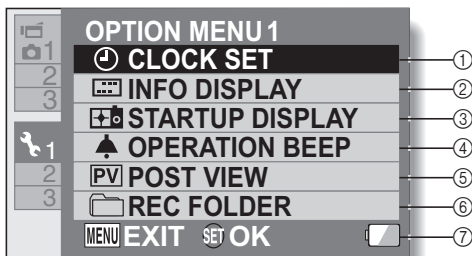 OPTION MENU 1
CLOCK SET ①
INFO DISPLAY ②
STARTUP DISPLAY ③
OPERATION BEEP ④
PV POST VIEW ⑤
REC FOLDER ⑥
MENU EXIT SET OK ⑦
1
2
3
1
2
3